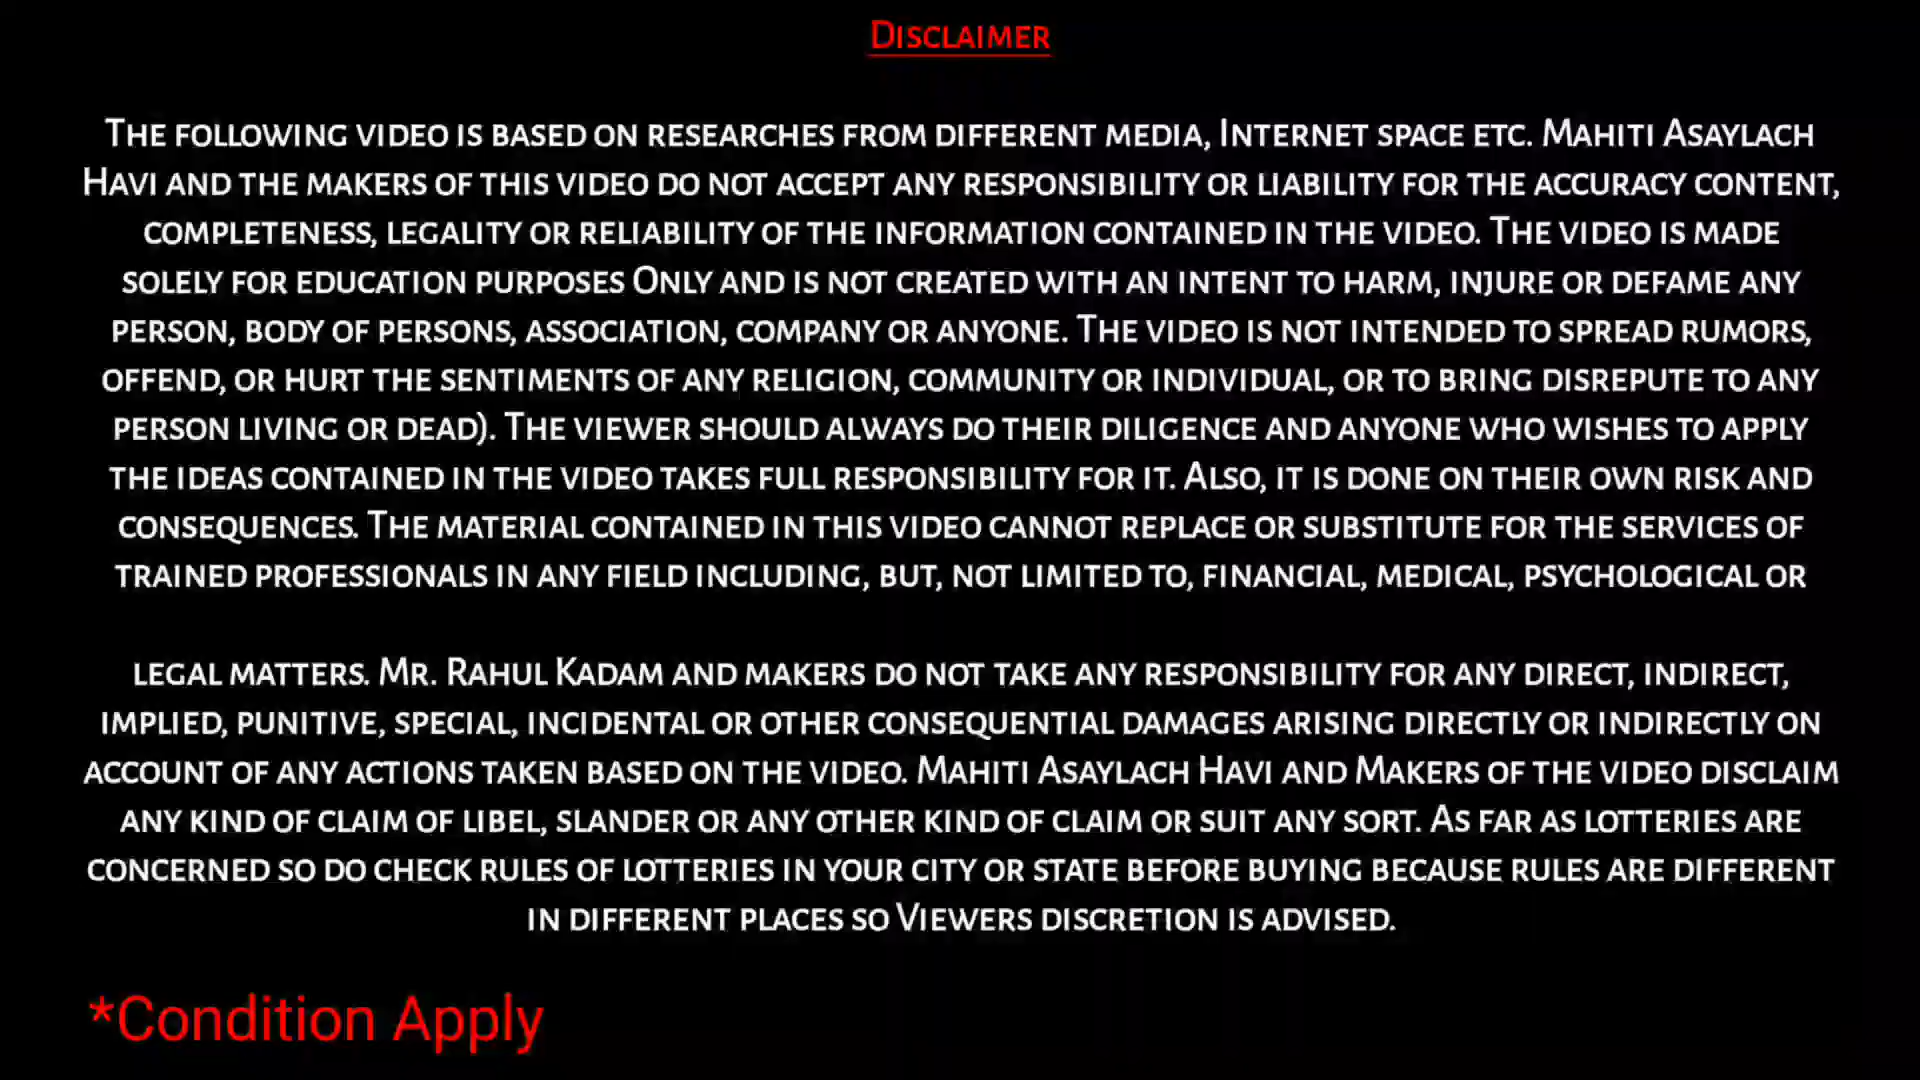 Disclaimer
The following video is based on researches from different media, Internet space etc. Mahiti Asaylach
Havi and the makers of this video do not accept any responsibility or liability for the accuracy content,
completeness, legality or reliability of the information contained in the video. The video is made
solely for education purposes Only and is not created with an intent to harm, injure or defame any
person, body of persons, association, company or anyone. The video is not intended to spread rumors,
offend, or hurt the sentiments of any religion, community or individual, or to bring disrepute to any
person living or dead). The viewer should always do their diligence and anyone who wishes to apply
the ideas contained in the video takes full responsibility for it. Also, it is done on their own risk and
consequences. The material contained in this video cannot replace or substitute for the services of
trained professionals in any field including, but, not limited to, financial, medical, psychological or
legal matters. Mr. Rahul Kadam and makers do not take any responsibility for any direct, indirect,
implied, punitive, special, incidental or other consequential damages arising directly or indirectly on
account of any actions taken based on the video. Mahiti Asaylach Havi and Makers of the video disclaim
any kind of claim of libel, slander or any other kind of claim or suit any sort. As far as lotteries are
concerned so do check rules of lotteries in your city or state before buying because rules are different
in different places so Viewers discretion is advised.
*Condition Apply